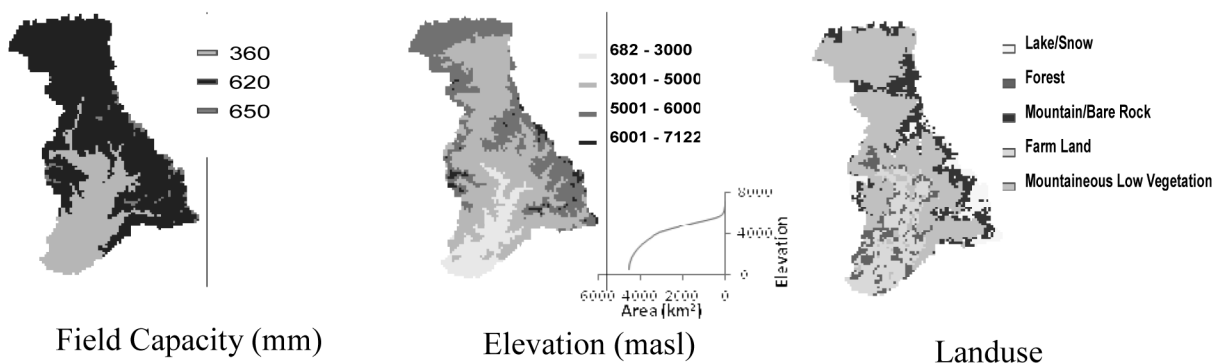 360
620
650
Field Capacity (mm)
682 - 3000
3001 - 5000
5001 - 6000
6001 - 7122
8000
4000
0
Elevation
6000 4000 2000 0
Area (km²)
Elevation (masl)
Lake/Snow
Forest
Mountain/Bare Rock
Farm Land
Mountaineous Low Vegetation
Landuse